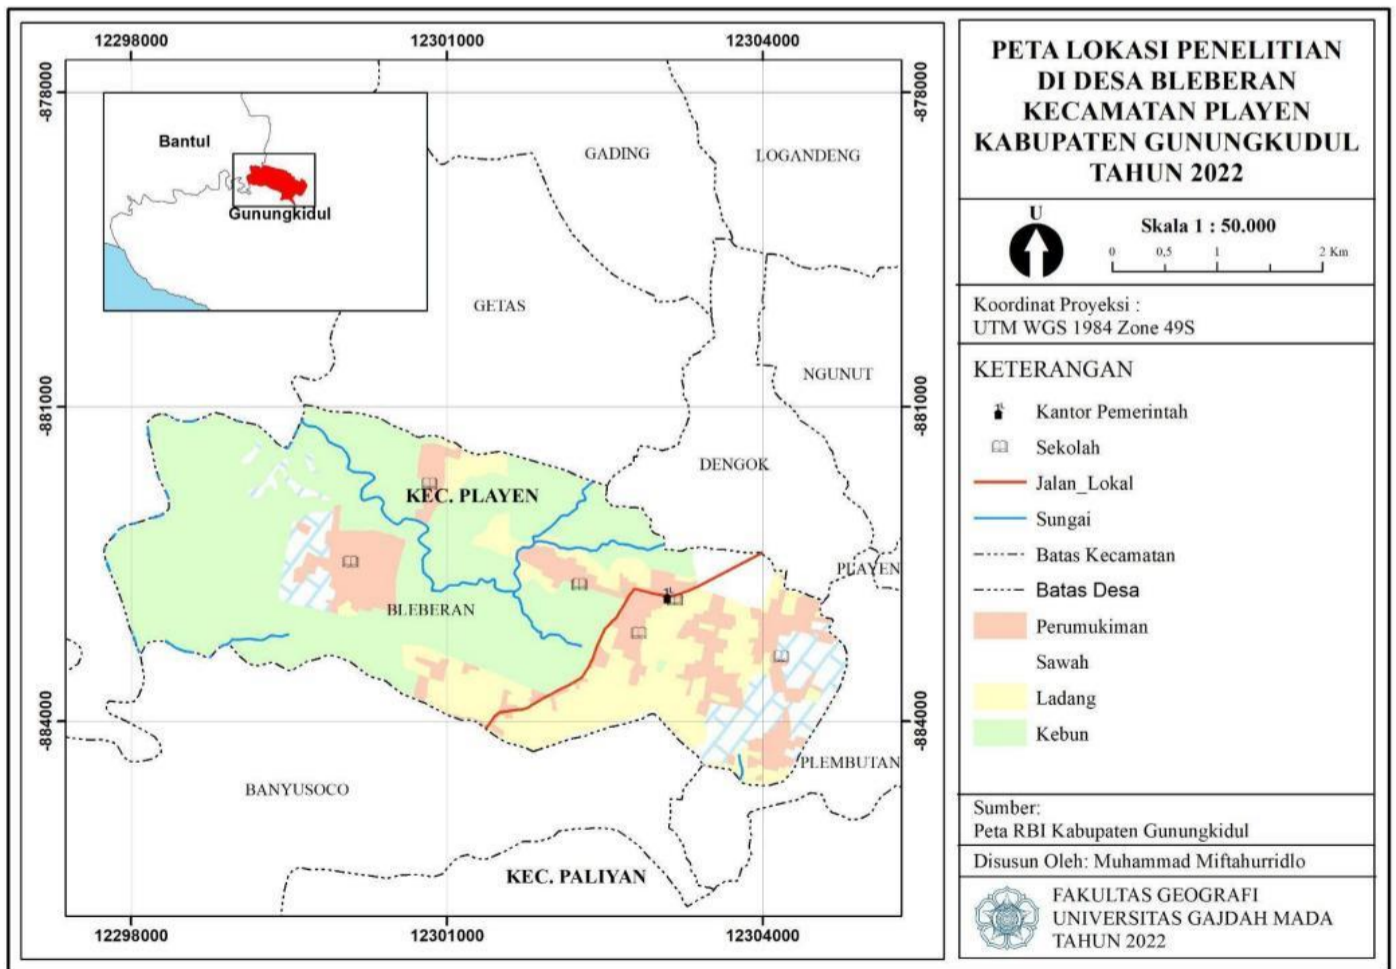 12298000
12301000
12304000
-878000
-878000
Bantul
Gunungkidul
GADING
LOGANDENG
GETAS
NGUNUT
-881000
-881000
DENGOK
KEC. PLAYEN
PLAYEN
BLEBERAN
-884000
-884000
PLEMBUTAN
BANYUSOCO
KEC. PALIYAN
12298000
12301000
12304000
PETA LOKASI PENELITIAN
DI DESA BLEBERAN
KECAMATAN PLAYEN
KABUPATEN GUNUNGKUDUL
TAHUN 2022
U
Skala 1 : 50.000
0 0,5 1 2 Km
Koordinat Proyeksi :
UTM WGS 1984 Zone 49S
KETERANGAN
Kantor Pemerintah
Sekolah
Jalan_Lokal
Sungai
Batas Kecamatan
Batas Desa
Perumukiman
Sawah
Ladang
Kebun
Sumber:
Peta RBI Kabupaten Gunungkidul
Disusun Oleh: Muhammad Miftahurridlo
FAKULTAS GEOGRAFI
UNIVERSITAS GAJDAH MADA
TAHUN 2022